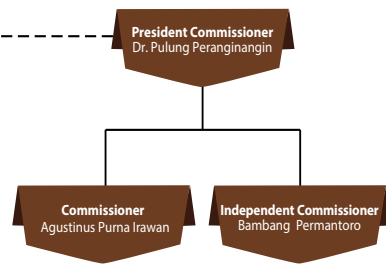 President Commissioner
Dr. Pulung Peranginangin
Commissioner
Agustinus Purna Irawan
Independent Commissioner
Bambang Permantoro